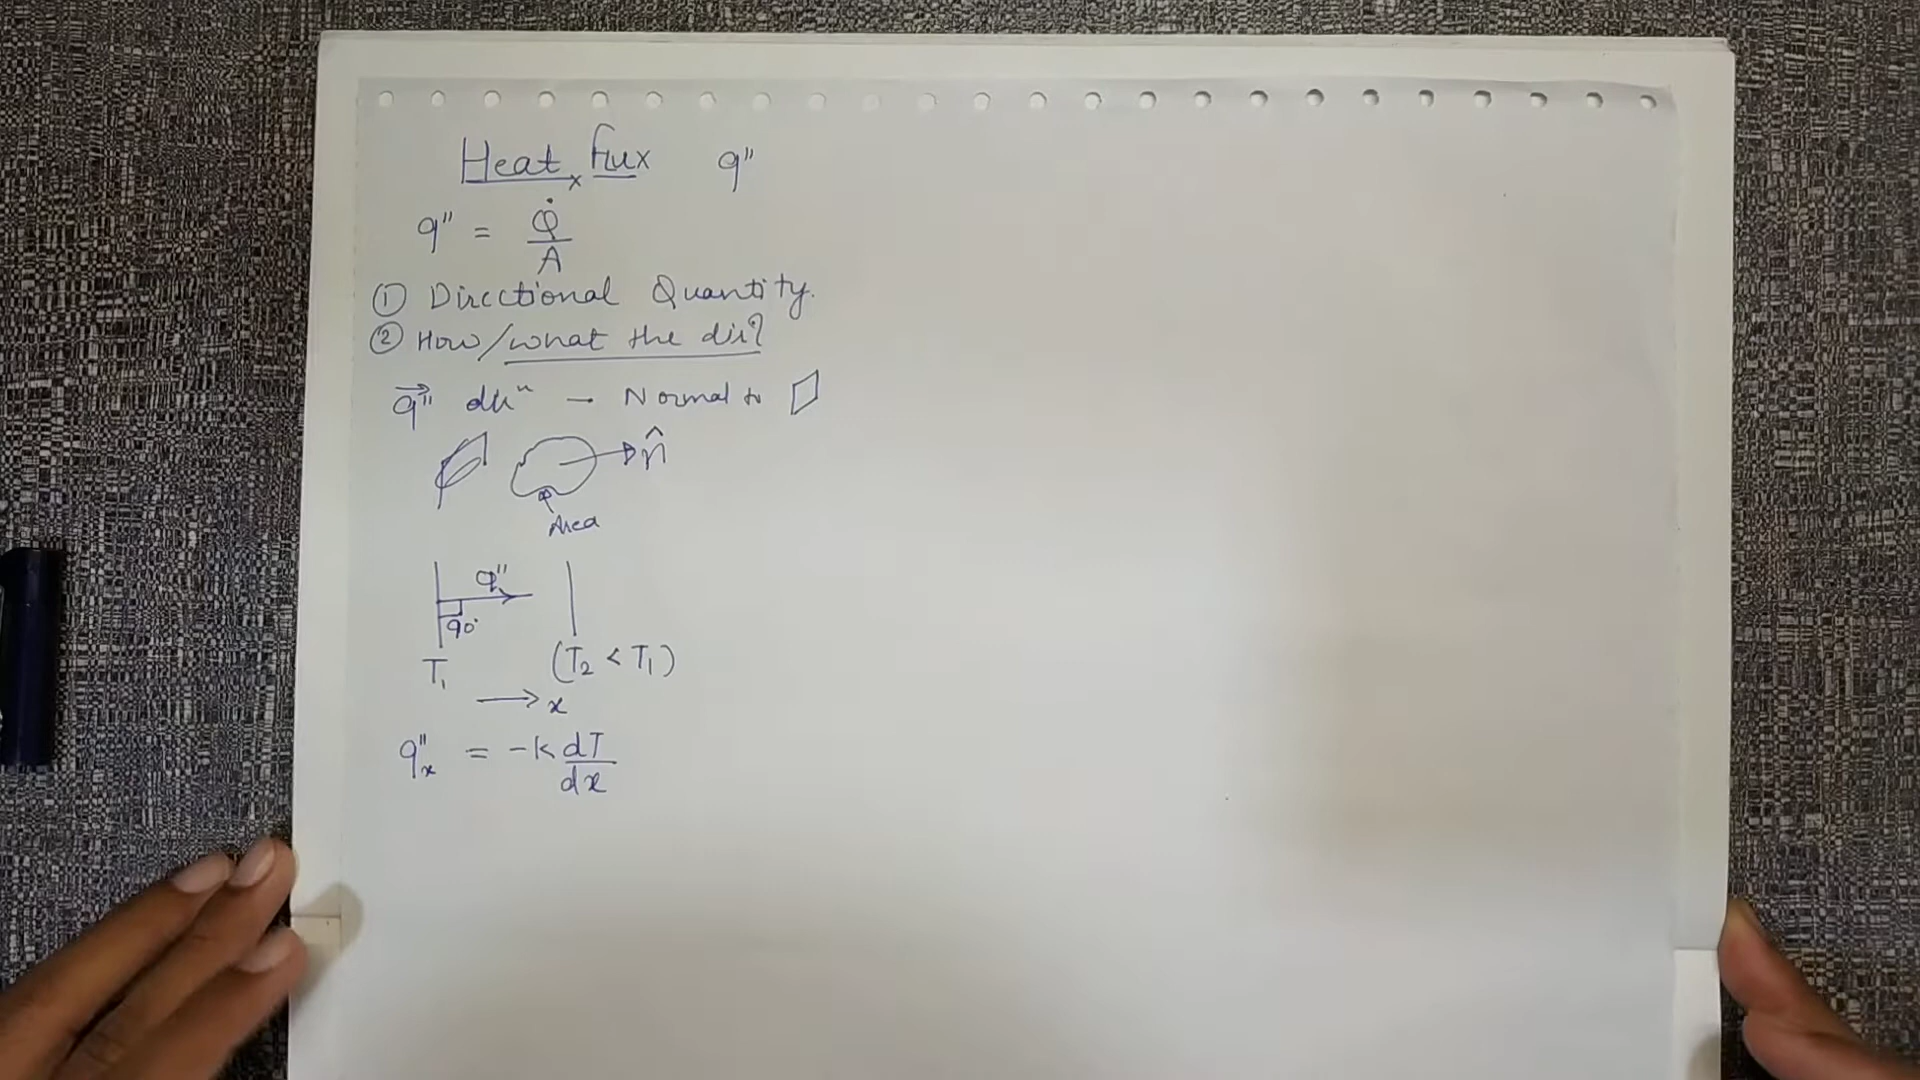 Heat Flux q"
q" = Q̇/A
① Directional Quantity.
② How/what the dir?
q⃗" dir" — Normal to
n̂
Area
q"
90°
T₁ (T₂ < T₁)
→ x
q"ₓ = -k dT/dx